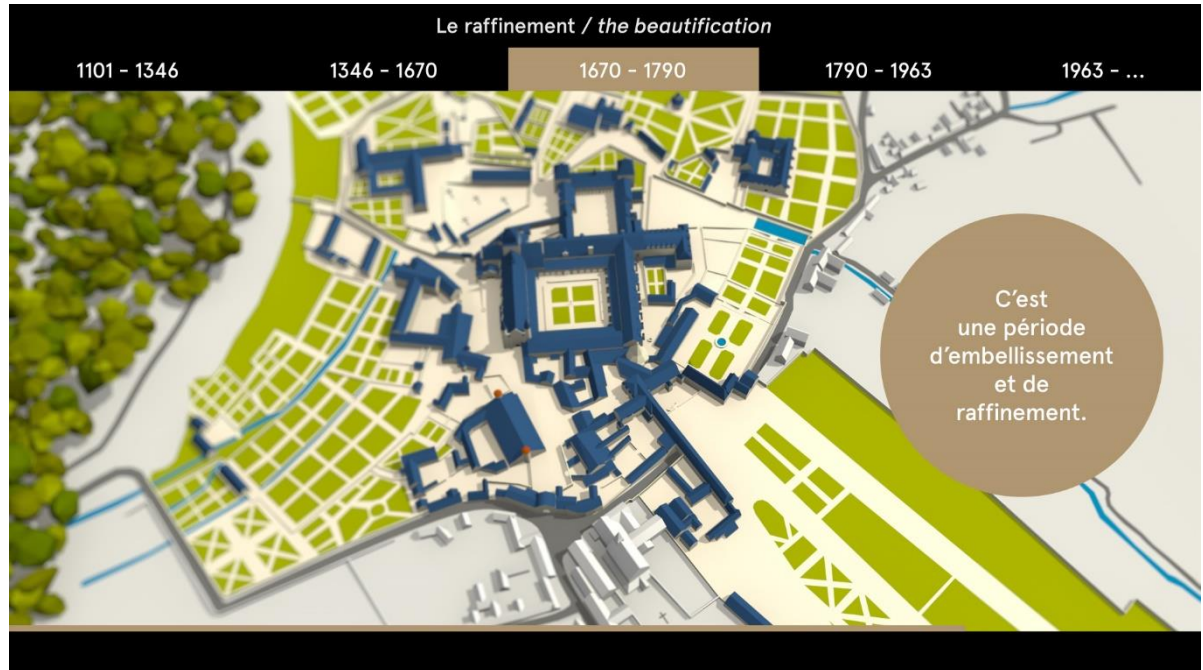 Le raffinement / the beautification
1101 – 1346
1346 – 1670
1670 – 1790
1790 – 1963
1963 – ...
C'est
une période
d'embellissement
et de
raffinement.